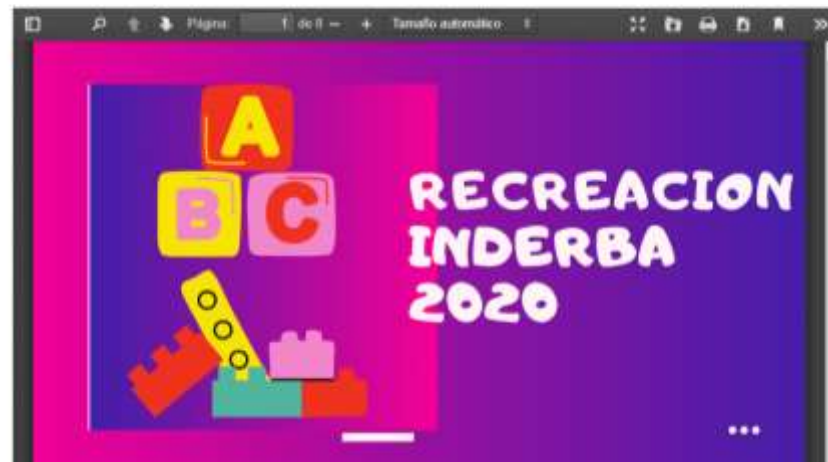 Página: 1 de 8 Tamaño automático
A
B C
RECREACION
INDERBA
2020